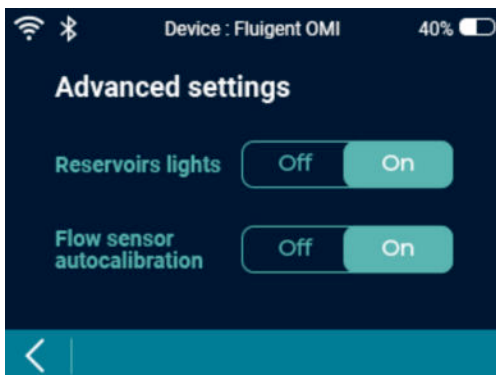 Device : Fluigent OMI 40%
Advanced settings
Reservoirs lights Off On
Flow sensor
autocalibration Off On